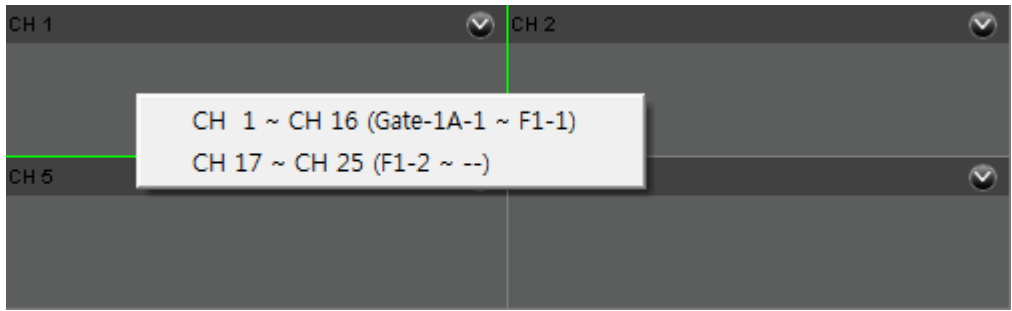 CH 1
CH 2
CH  1 ~ CH 16 (Gate-1A-1 ~ F1-1)
CH 17 ~ CH 25 (F1-2 ~ --)
CH 5